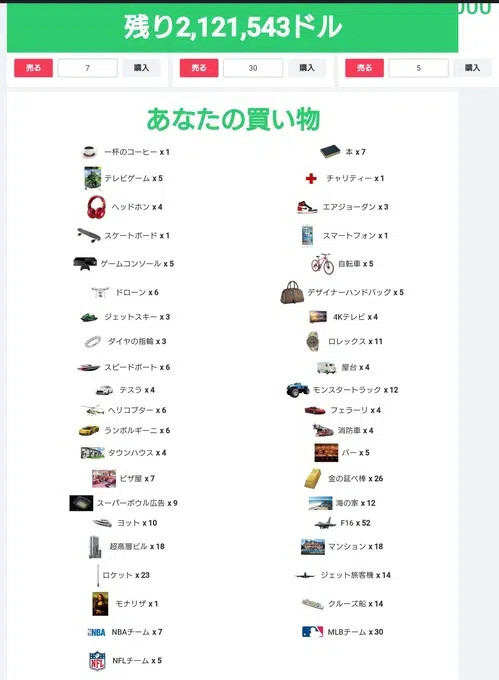 000
残り2,121,543ドル
売る 7 購入 売る 30 購入 売る 5 購入
あなたの買い物
一杯のコーヒー x 1 本 x 7
テレビゲーム x 5 チャリティー x 1
ヘッドホン x 4 エアジョーダン x 3
スケートボード x 1 スマートフォン x 1
ゲームコンソール x 5 自転車 x 5
ドローン x 6 デザイナーハンドバッグ x 5
ジェットスキー x 3 4Kテレビ x 4
ダイヤの指輪 x 3 ロレックス x 11
スピードボート x 6 屋台 x 4
テスラ x 4 モンスタートラック x 12
ヘリコプター x 6 フェラーリ x 4
ランボルギーニ x 6 消防車 x 4
タウンハウス x 4 バー x 5
ピザ屋 x 7 金の延べ棒 x 26
スーパーボウル広告 x 9 海の家 x 12
ヨット x 10 F16 x 52
超高層ビル x 18 マンション x 18
ロケット x 23 ジェット旅客機 x 14
モナリザ x 1 クルーズ船 x 14
NBA NBAチーム x 7 MLBチーム x 30
NFL NFLチーム x 5